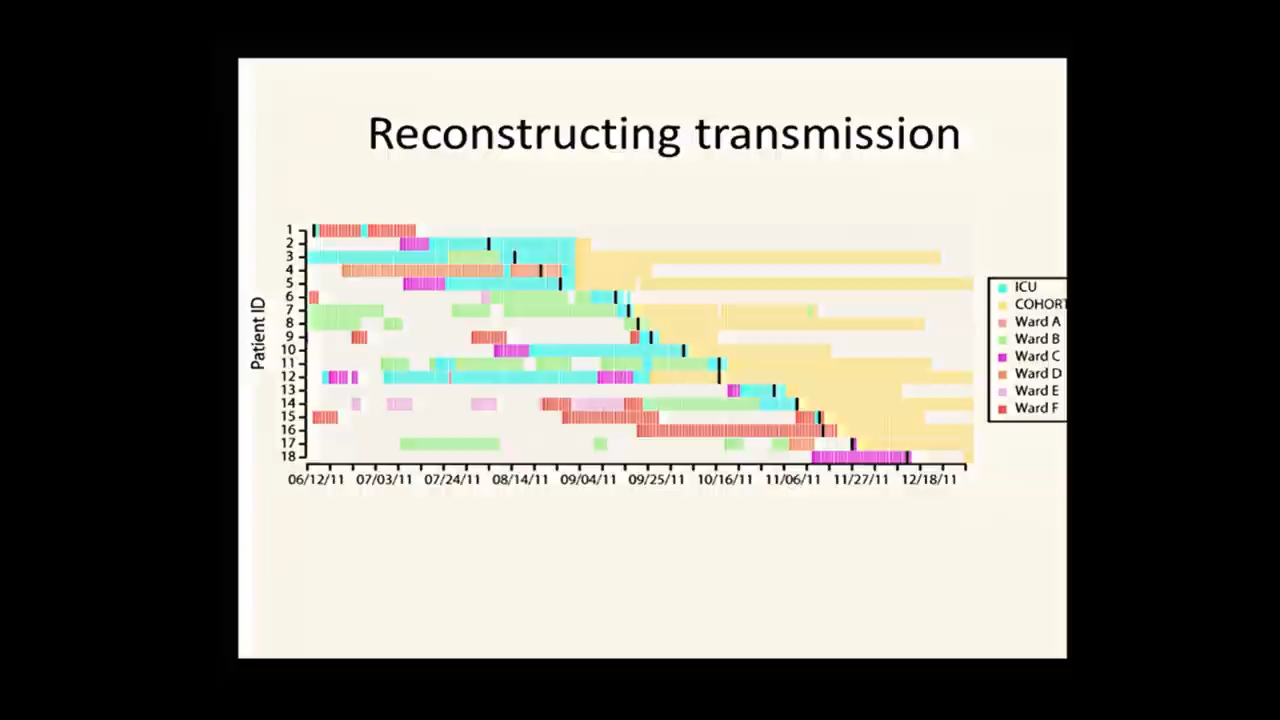 Reconstructing transmission
Patient ID
1
2
3
4
5
6
7
8
9
10
11
12
13
14
15
16
17
18
06/12/11 07/03/11 07/24/11 08/14/11 09/04/11 09/25/11 10/16/11 11/06/11 11/27/11 12/18/11
ICU
COHORT
Ward A
Ward B
Ward C
Ward D
Ward E
Ward F